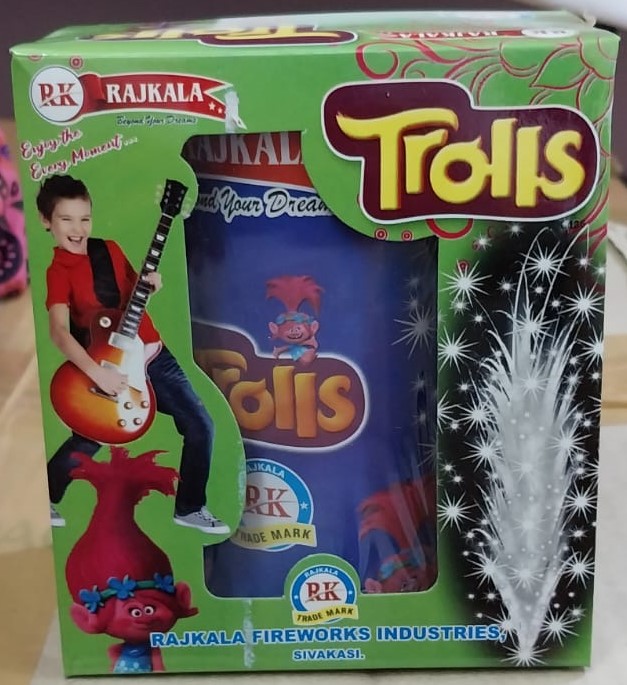 RK RAJKALA
Beyond Your Dreams
Enjoy the
Every Moment...
Trolls
RAJKAL
nd Your Dream
Trolls
RAJKALA
RK
TRADE MARK
RAJKALA
RK
TRADE MARK
RAJKALA FIREWORKS INDUSTRIES,
SIVAKASI.